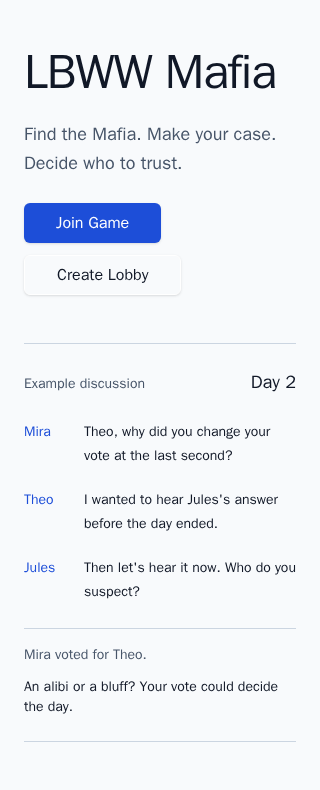 LBWW Mafia
Find the Mafia. Make your case.
Decide who to trust.
Join Game
Create Lobby
Example discussion Day 2
Mira Theo, why did you change your
vote at the last second?
Theo I wanted to hear Jules's answer
before the day ended.
Jules Then let's hear it now. Who do you
suspect?
Mira voted for Theo.
An alibi or a bluff? Your vote could decide
the day.